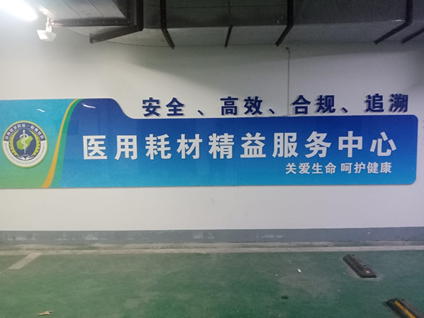 安全、高效、合规、追溯
医用耗材精益服务中心
关爱生命 呵护健康